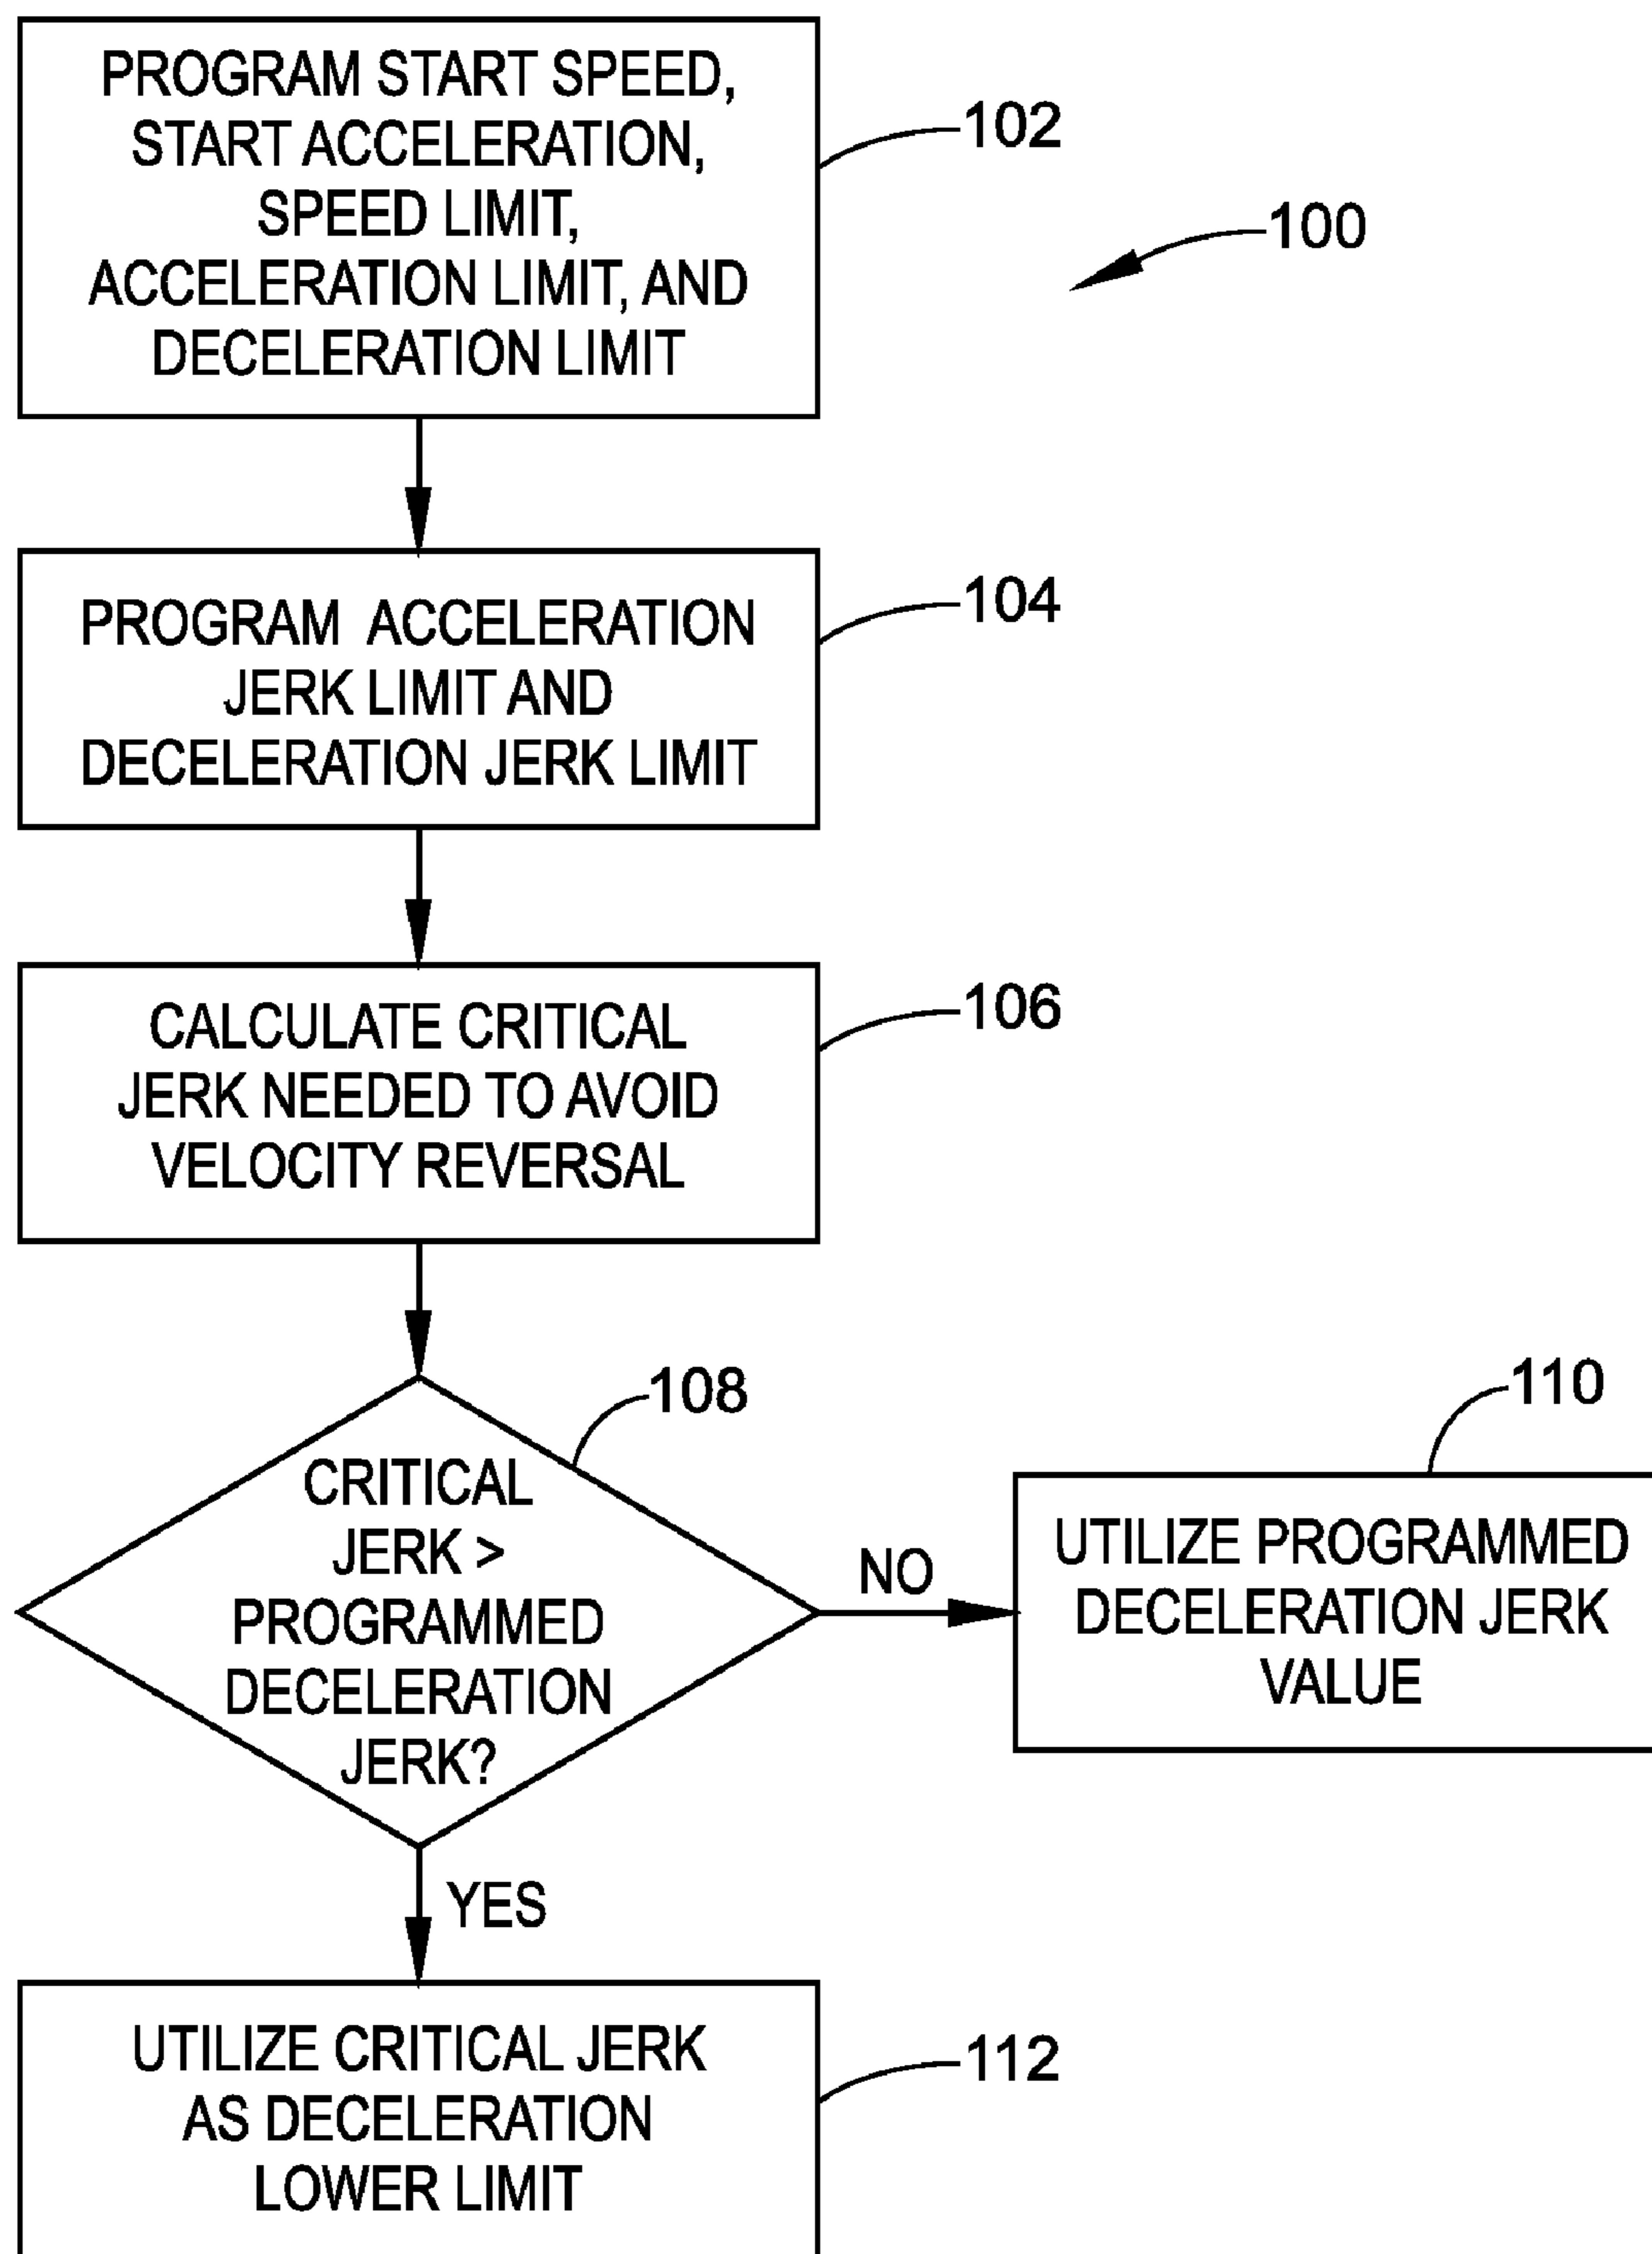 PROGRAM START SPEED,
START ACCELERATION,
SPEED LIMIT,
ACCELERATION LIMIT, AND
DECELERATION LIMIT
102
100
PROGRAM ACCELERATION
JERK LIMIT AND
DECELERATION JERK LIMIT
104
CALCULATE CRITICAL
JERK NEEDED TO AVOID
VELOCITY REVERSAL
106
CRITICAL
JERK >
PROGRAMMED
DECELERATION
JERK?
108
NO
UTILIZE PROGRAMMED
DECELERATION JERK
VALUE
110
YES
UTILIZE CRITICAL JERK
AS DECELERATION
LOWER LIMIT
112